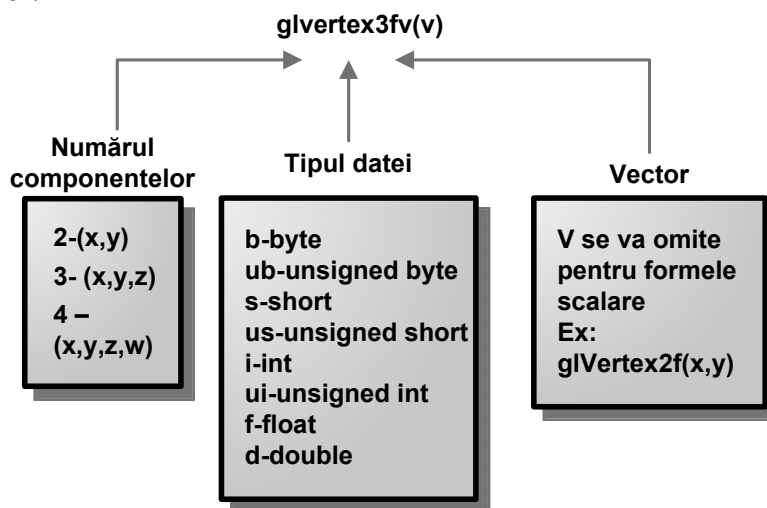 glvertex3fv(v)
Numărul
componentelor
2-(x,y)
3- (x,y,z)
4 –
(x,y,z,w)
Tipul datei
b-byte
ub-unsigned byte
s-short
us-unsigned short
i-int
ui-unsigned int
f-float
d-double
Vector
V se va omite
pentru formele
scalare
Ex:
glVertex2f(x,y)